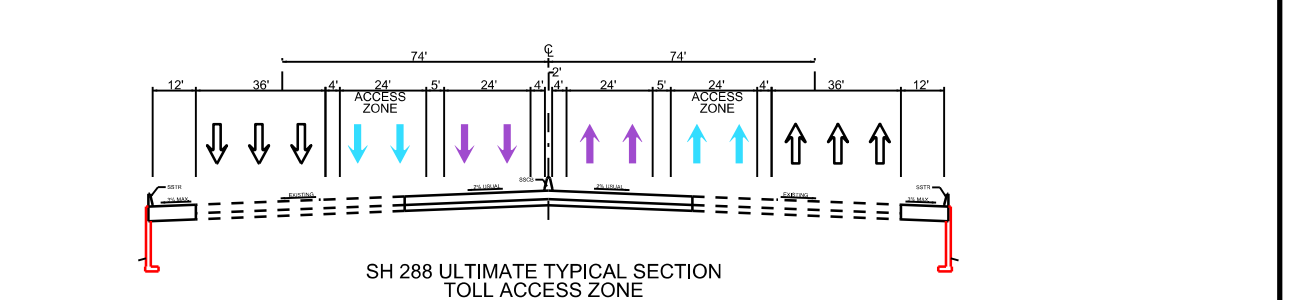 ℄
74' 74'
2'
12' 36' 4' 24' 5' 24' 4' 4' 24' 5' 24' 4' 36' 12'
ACCESS ACCESS
ZONE ZONE
SSTR EXISTING 2% USUAL SSCB 2% USUAL EXISTING SSTR
SH 288 ULTIMATE TYPICAL SECTION
TOLL ACCESS ZONE